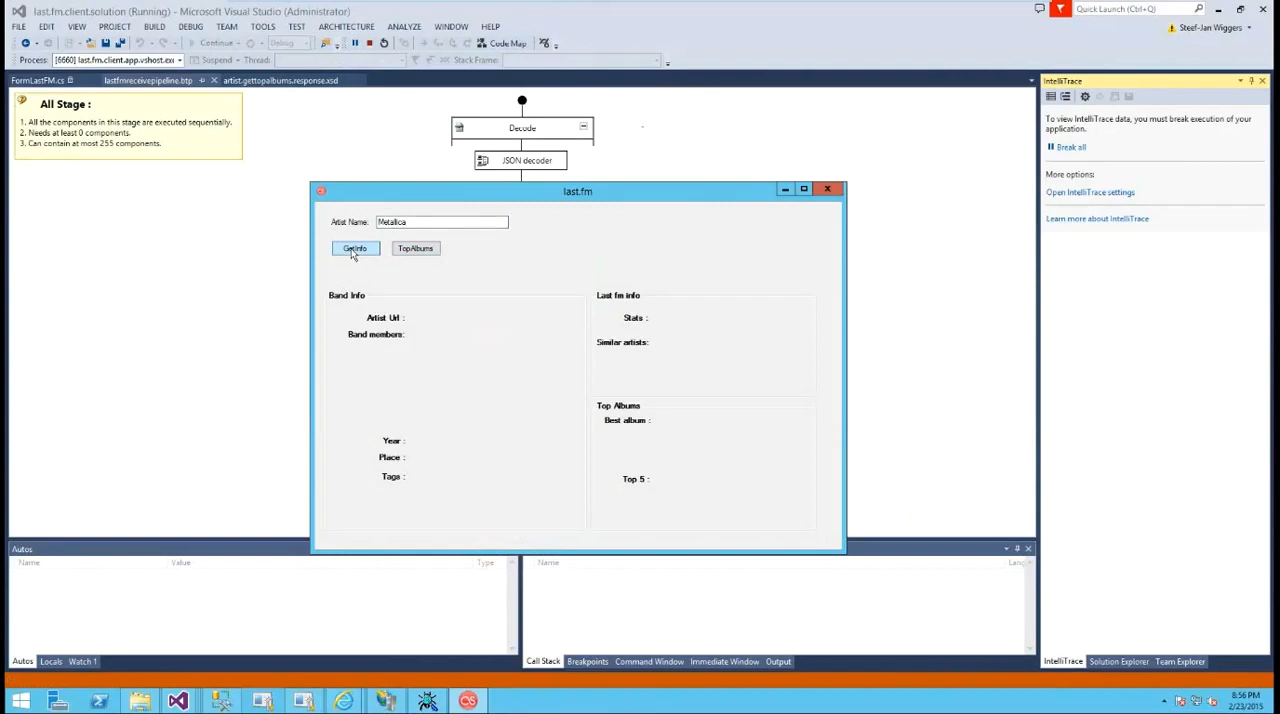 last.fm.client.solution (Running) - Microsoft Visual Studio (Administrator)
Quick Launch (Ctrl+Q)
FILE EDIT VIEW PROJECT BUILD DEBUG TEAM TOOLS TEST ARCHITECTURE ANALYZE WINDOW HELP
Steef-Jan Wiggers
Continue Debug Code Map
Process: [6660] last.fm.client.app.vshost.exe Suspend Thread: Stack Frame:
FormLastFM.cs lastfmreceivepipeline.btp artist.gettopalbums.response.xsd
IntelliTrace
All Stage :
1. All the components in this stage are executed sequentially.
2. Needs at least 0 components.
3. Can contain at most 255 components.
Decode
JSON decoder
To view IntelliTrace data, you must break execution of your
application.
Break all
More options:
Open IntelliTrace settings
Learn more about IntelliTrace
last.fm
Artist Name: Metallica
GetInfo TopAlbums
Band Info
Artist Url :
Band members:
Year :
Place :
Tags :
Last fm info
Stats :
Similar artists:
Top Albums
Best album :
Top 5 :
Autos
Name Value Type
Name
Autos Locals Watch 1
Call Stack Breakpoints Command Window Immediate Window Output
IntelliTrace Solution Explorer Team Explorer
8:56 PM
2/23/2015